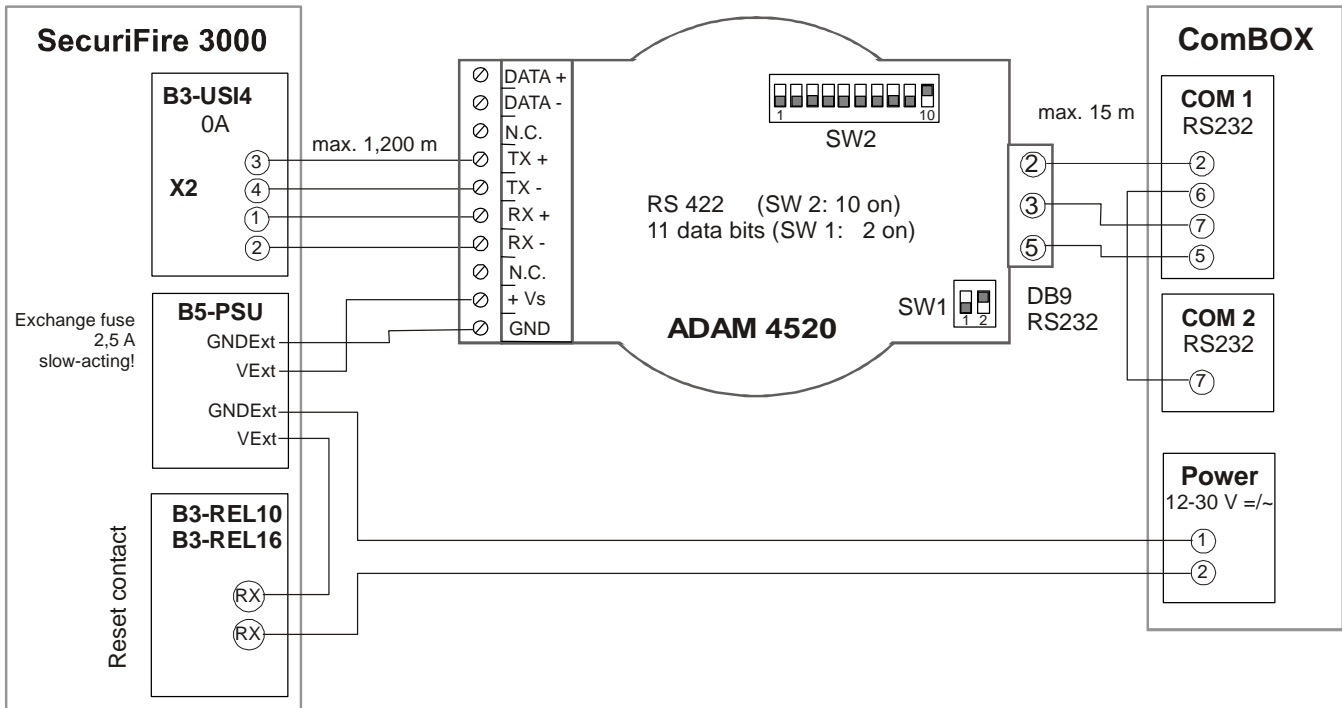 SecuriFire 3000
B3-USI4
0A
X2
3
4
1
2
max. 1,200 m
Exchange fuse
2,5 A
slow-acting!
B5-PSU
GNDExt
VExt
GNDExt
VExt
Reset contact
B3-REL10
B3-REL16
RX
RX
DATA +
DATA -
N.C.
TX +
TX -
RX +
RX -
N.C.
+ Vs
GND
1 10
SW2
RS 422 (SW 2: 10 on)
11 data bits (SW 1: 2 on)
SW1
1 2
ADAM 4520
2
3
5
DB9
RS232
max. 15 m
ComBOX
COM 1
RS232
2
6
7
5
COM 2
RS232
7
Power
12-30 V =/~
1
2